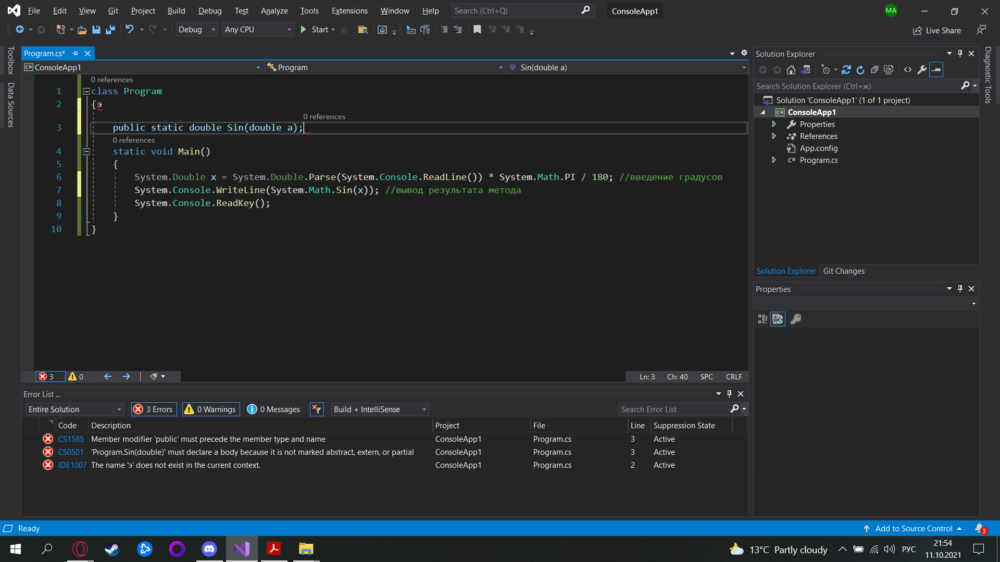 File Edit View Git Project Build Debug Test Analyze Tools Extensions Window Help Search (Ctrl+Q) ConsoleApp1 MA
Debug Any CPU Start Live Share
Toolbox
Data Sources
Program.cs*
ConsoleApp1 Program Sin(double a)
0 references
1 class Program
2 {э
0 references
3 public static double Sin(double a);
0 references
4 static void Main()
5 {
6 System.Double x = System.Double.Parse(System.Console.ReadLine()) * System.Math.PI / 180; //введение градусов
7 System.Console.WriteLine(System.Math.Sin(x)); //вывод результата метода
8 System.Console.ReadKey();
9 }
10 }
3 0 Ln: 3 Ch: 40 SPC CRLF
Solution Explorer
Search Solution Explorer (Ctrl+ж)
Solution 'ConsoleApp1' (1 of 1 project)
C# ConsoleApp1
Properties
References
App.config
C# Program.cs
Solution Explorer Git Changes
Properties
Diagnostic Tools
Error List ...
Entire Solution 3 Errors 0 Warnings 0 Messages Build + IntelliSense Search Error List
Code Description Project File Line Suppression State
CS1585 Member modifier 'public' must precede the member type and name ConsoleApp1 Program.cs 3 Active
CS0501 'Program.Sin(double)' must declare a body because it is not marked abstract, extern, or partial ConsoleApp1 Program.cs 3 Active
IDE1007 The name 'э' does not exist in the current context. ConsoleApp1 Program.cs 2 Active
Ready Add to Source Control 3
13°C Partly cloudy РУС 21:54
11.10.2021